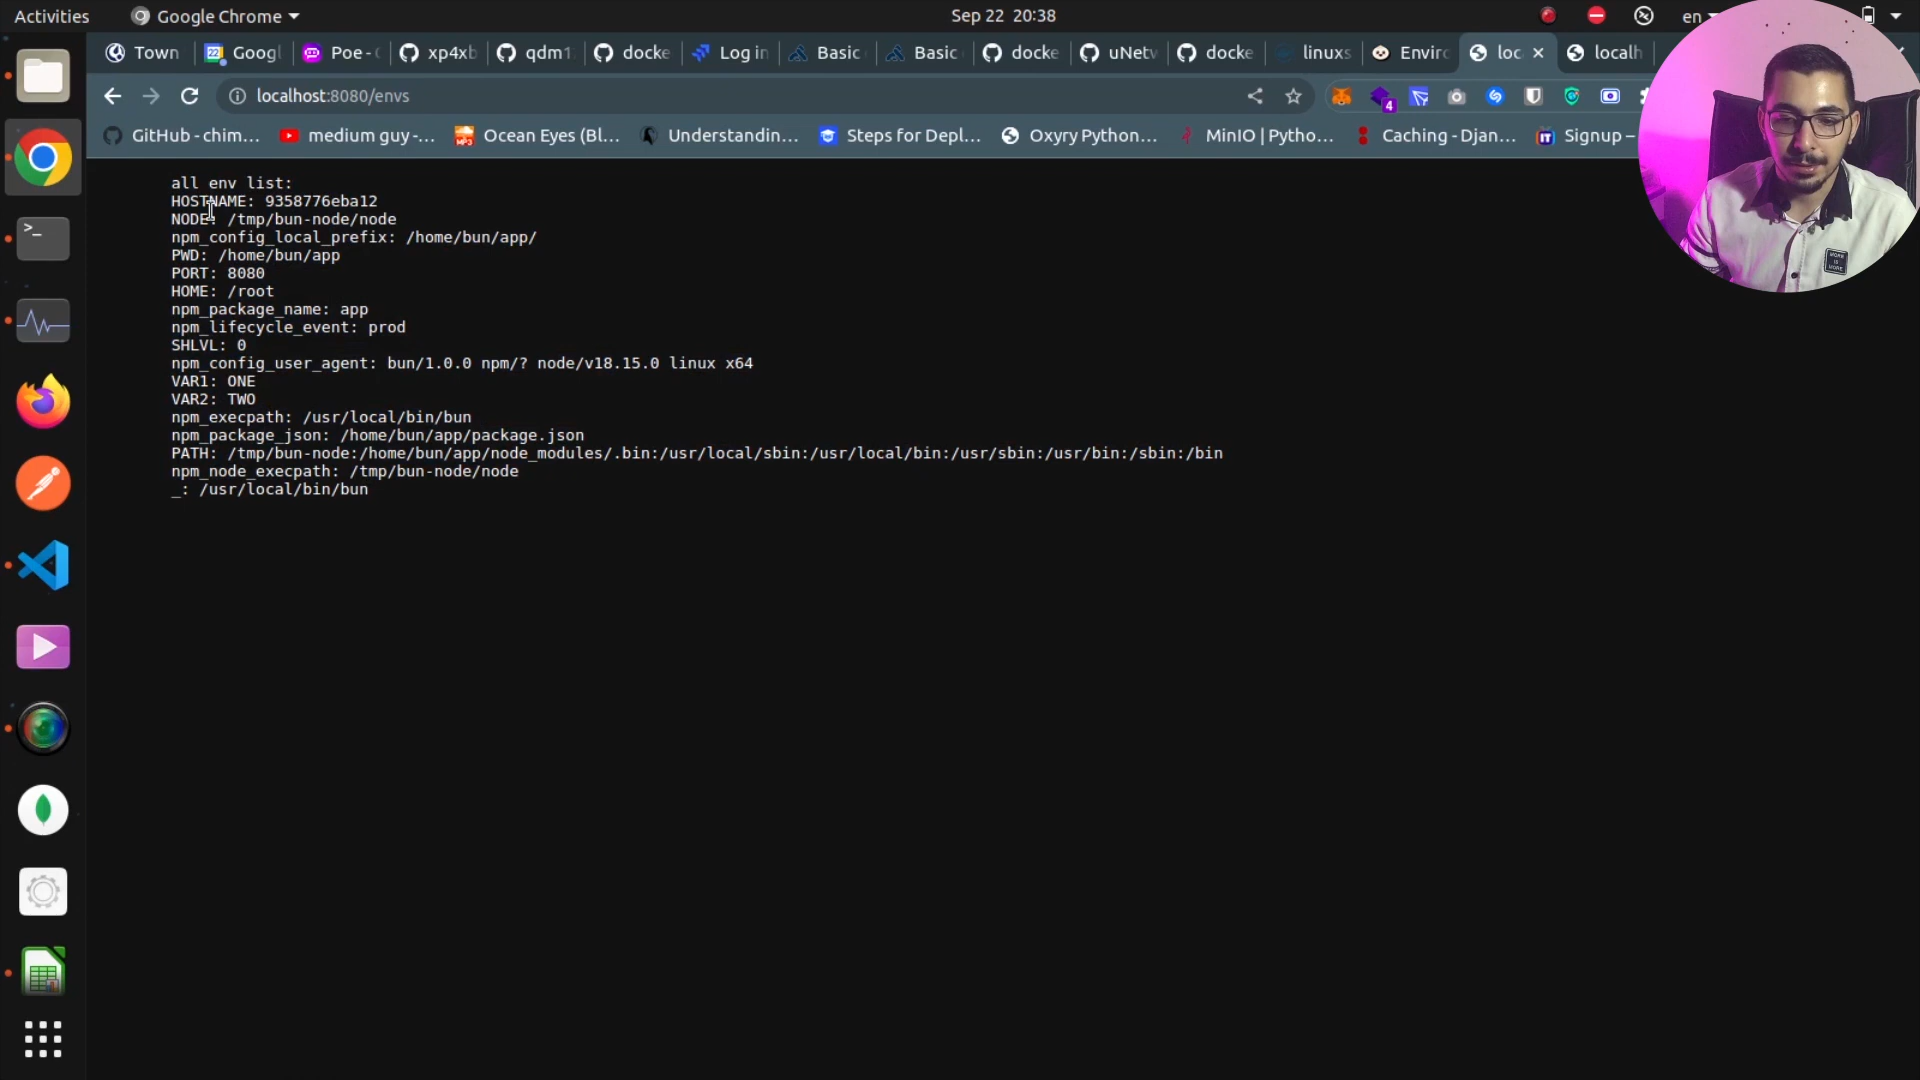 Activities
Google Chrome
Sep 22 20:38
en
Town
Googl
Poe - 
xp4xb
qdm1
docke
Log in
Basic
Basic
docke
uNetw
docke
linuxs
Enviro
loc
localh
localhost:8080/envs
4
GitHub - chim...
medium guy -...
Ocean Eyes (Bl...
Understandin...
Steps for Depl...
Oxyry Python...
MinIO | Pytho...
Caching - Djan...
Signup –
all env list:
HOSTNAME: 9358776eba12
NODE: /tmp/bun-node/node
npm_config_local_prefix: /home/bun/app/
PWD: /home/bun/app
PORT: 8080
HOME: /root
npm_package_name: app
npm_lifecycle_event: prod
SHLVL: 0
npm_config_user_agent: bun/1.0.0 npm/? node/v18.15.0 linux x64
VAR1: ONE
VAR2: TWO
npm_execpath: /usr/local/bin/bun
npm_package_json: /home/bun/app/package.json
PATH: /tmp/bun-node:/home/bun/app/node_modules/.bin:/usr/local/sbin:/usr/local/bin:/usr/sbin:/usr/bin:/sbin:/bin
npm_node_execpath: /tmp/bun-node/node
_: /usr/local/bin/bun
MORE
IS
MORE